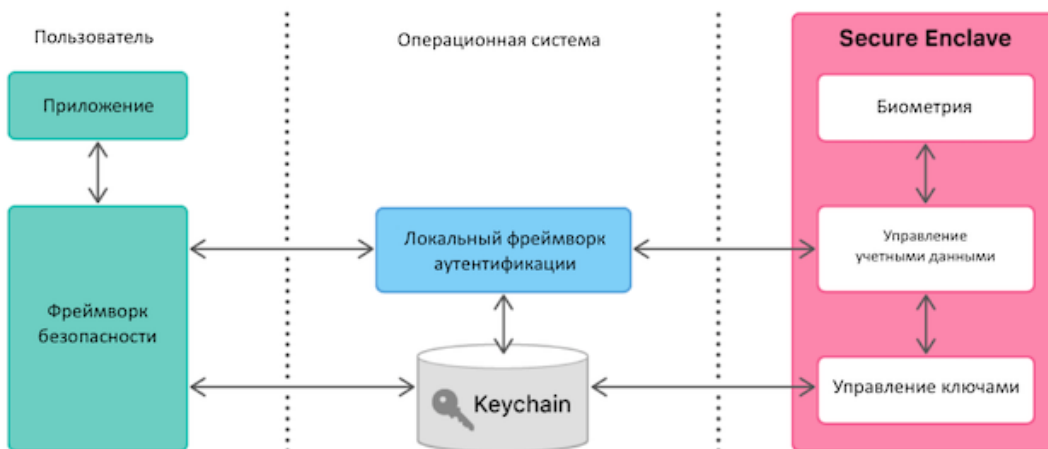 Пользователь
Операционная система
Secure Enclave
Приложение
Биометрия
Локальный фреймворк
аутентификации
Управление
учетными данными
Фреймворк
безопасности
Keychain
Управление ключами